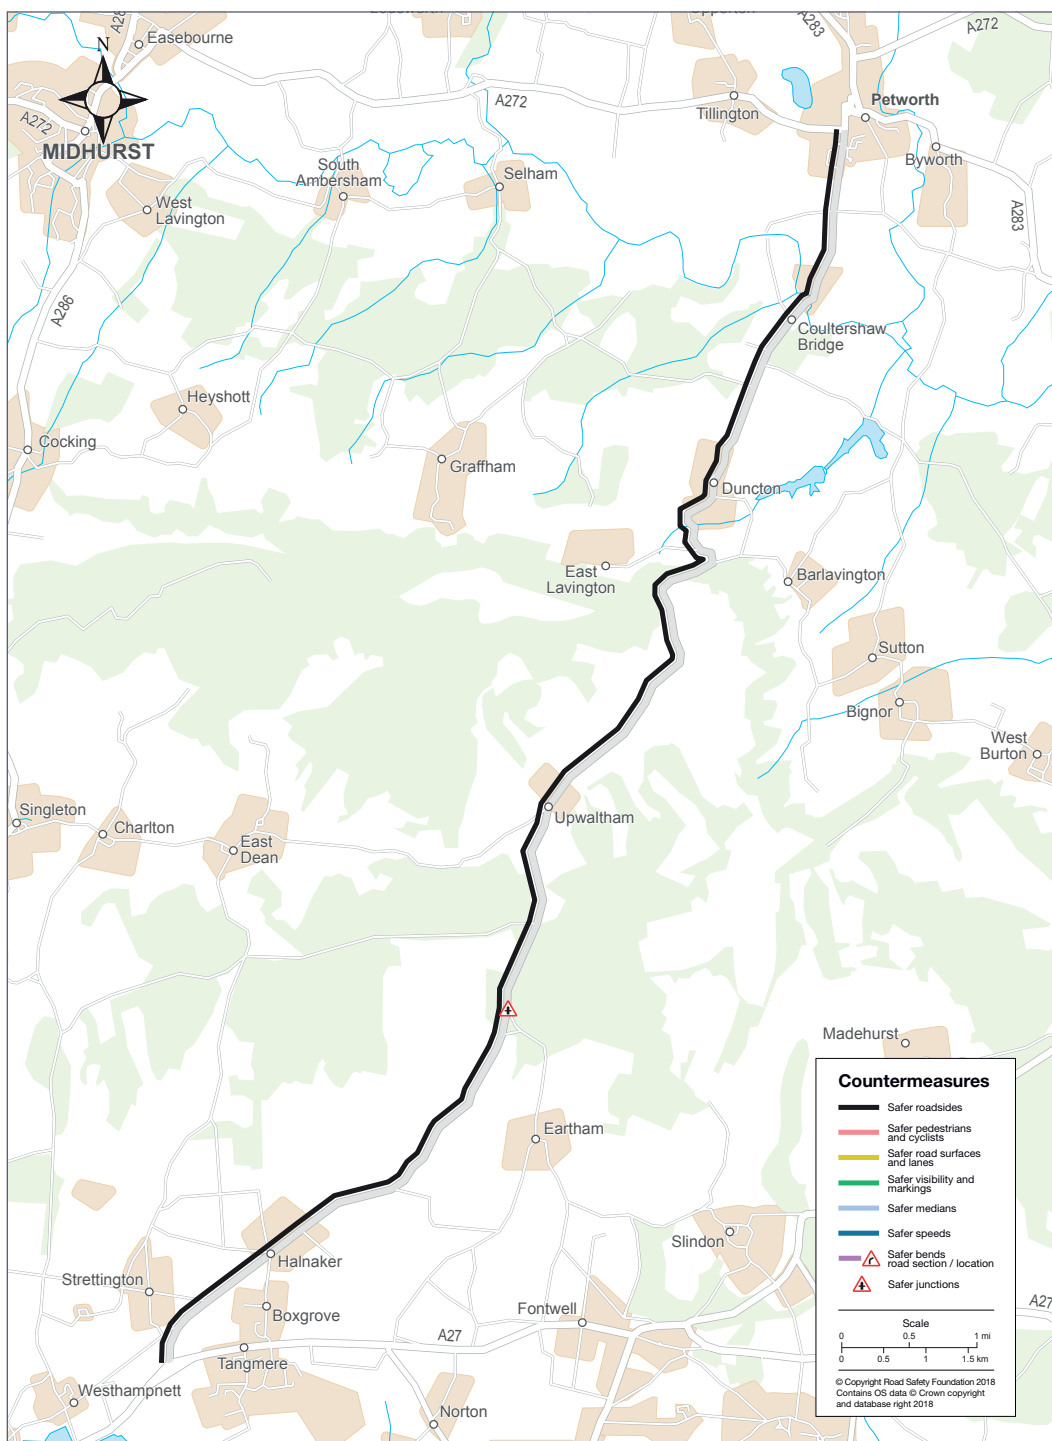 A283
A272
Easebourne
N
A272
A272
Tillington
Petworth
MIDHURST
Byworth
South
Ambersham
Selham
West
Lavington
A283
A286
Coultershaw
Bridge
Heyshott
Cocking
Graffham
Duncton
East
Lavington
Barlavington
Sutton
Bignor
West
Burton
Singleton
Charlton
East
Dean
Upwaltham
Madehurst
Eartham
Slindon
Halnaker
Strettington
Boxgrove
Fontwell
A27
A27
Tangmere
Westhampnett
Norton
Countermeasures
Safer roadsides
Safer pedestrians
and cyclists
Safer road surfaces
and lanes
Safer visibility and
markings
Safer medians
Safer speeds
Safer bends
road section / location
Safer junctions
Scale
0 0.5 1 mi
0 0.5 1 1.5 km
© Copyright Road Safety Foundation 2018
Contains OS data © Crown copyright
and database right 2018